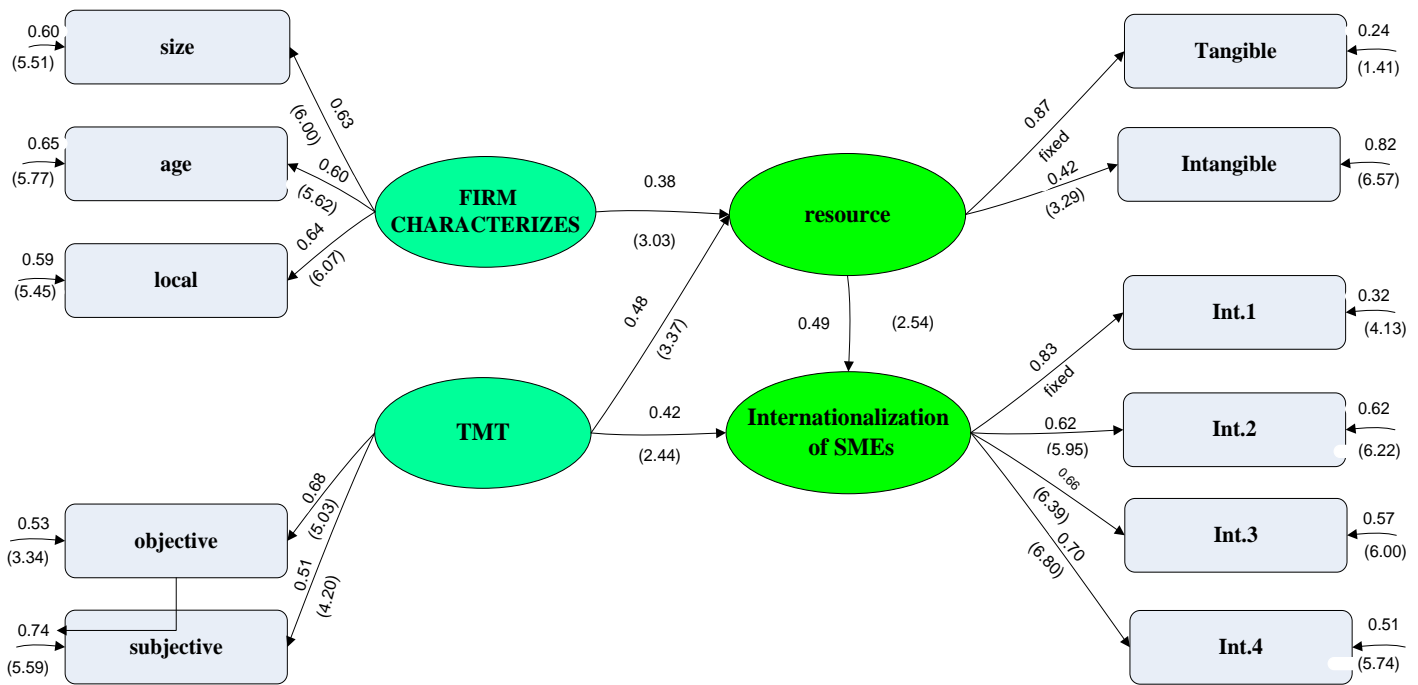 0.60
(5.51)
size
0.65
(5.77)
age
0.59
(5.45)
local
0.63
(6.00)
0.60
(5.62)
0.64
(6.07)
FIRM
CHARACTERIZES
0.38
(3.03)
resource
0.87
fixed
0.42
(3.29)
Tangible
0.24
(1.41)
Intangible
0.82
(6.57)
0.48
(3.37)
0.49
(2.54)
TMT
0.42
(2.44)
Internationalization
of SMEs
0.83
fixed
0.62
(5.95)
0.66
(6.39)
0.70
(6.80)
Int.1
0.32
(4.13)
Int.2
0.62
(6.22)
Int.3
0.57
(6.00)
Int.4
0.51
(5.74)
0.68
(5.03)
0.51
(4.20)
0.53
(3.34)
objective
0.74
(5.59)
subjective